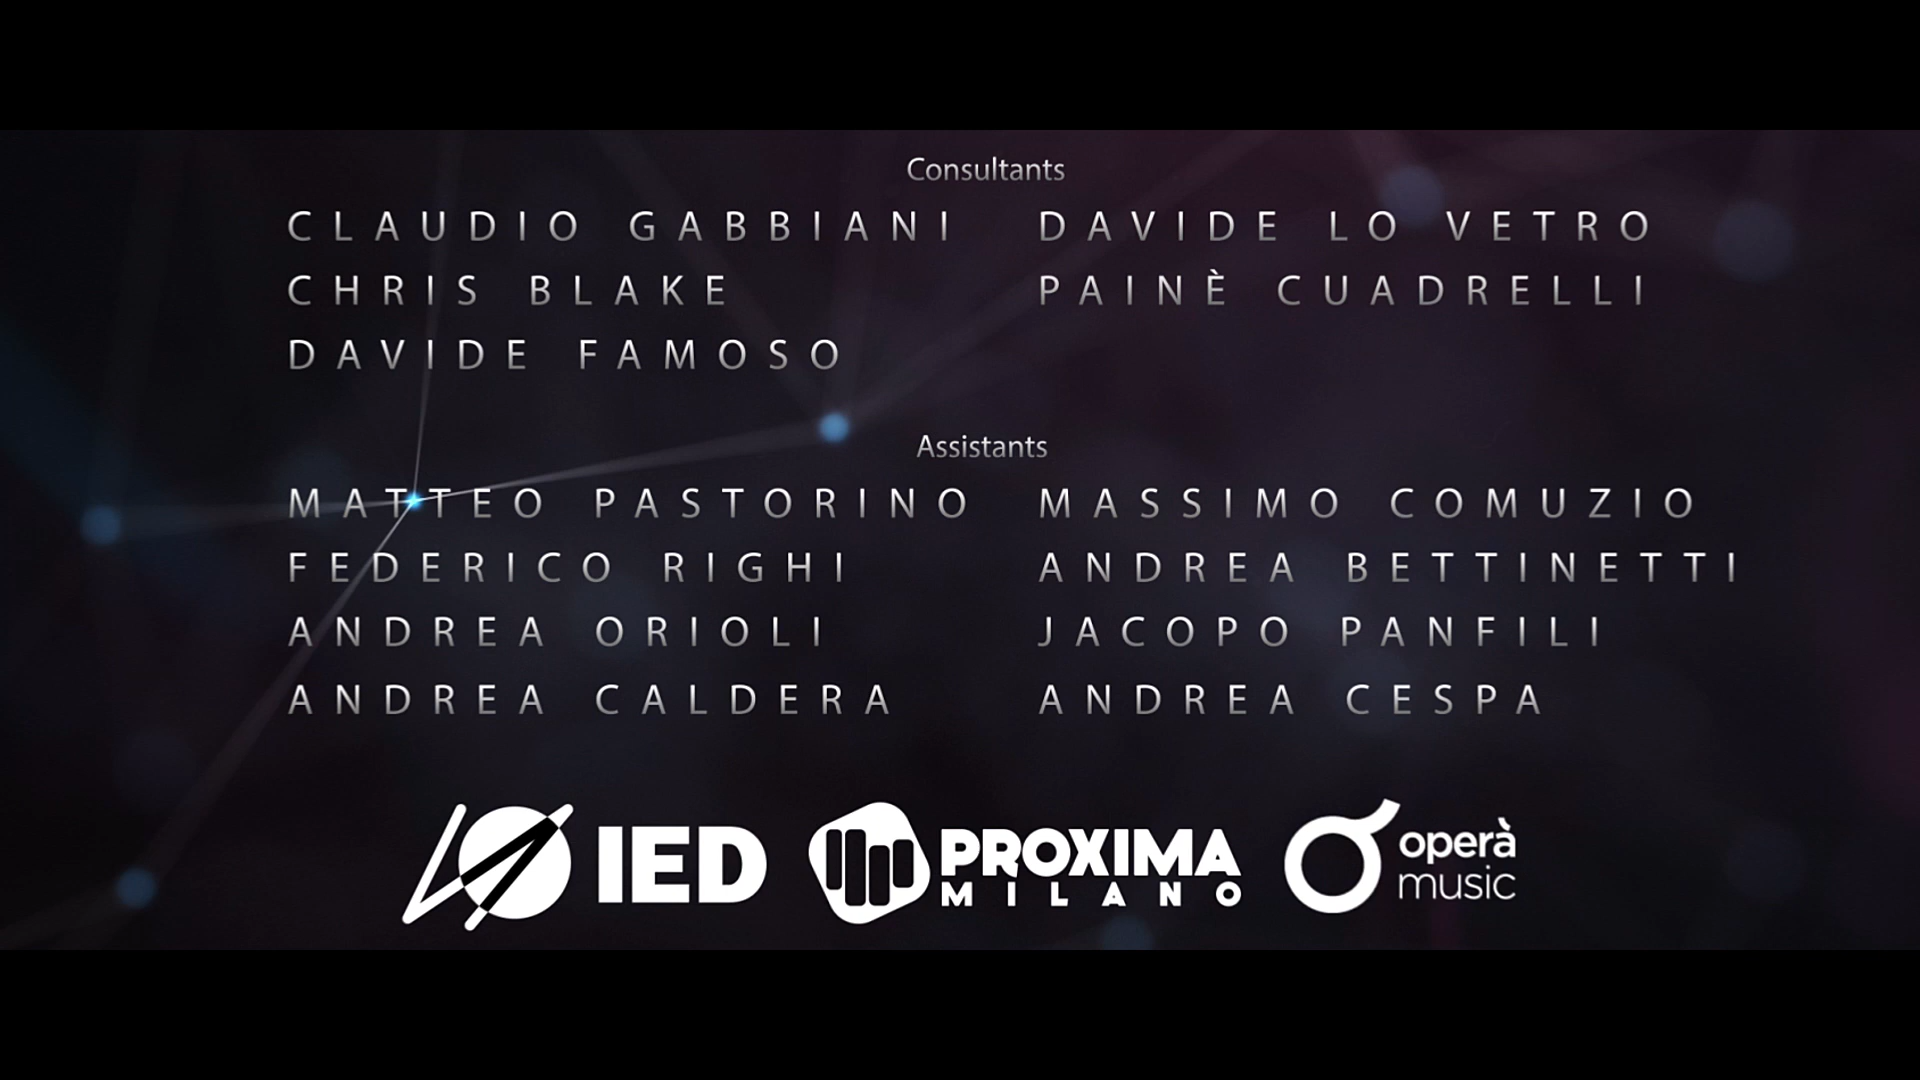 Consultants
CLAUDIO GABBIANI DAVIDE LO VETRO
CHRIS BLAKE PAINÈ CUADRELLI
DAVIDE FAMOSO
Assistants
MATTEO PASTORINO MASSIMO COMUZIO
FEDERICO RIGHI ANDREA BETTINETTI
ANDREA ORIOLI JACOPO PANFILI
ANDREA CALDERA ANDREA CESPA
IED
PROXIMA
MILANO
operà
music